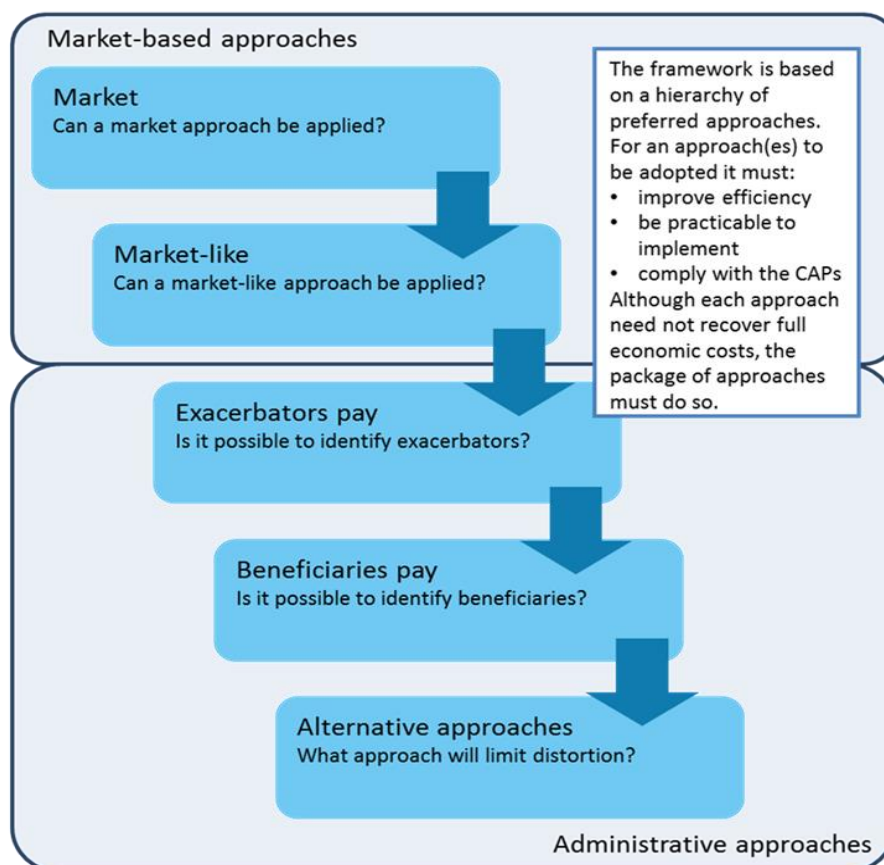 Market-based approaches
Market
Can a market approach be applied?
Market-like
Can a market-like approach be applied?
The framework is based
on a hierarchy of
preferred approaches.
For an approach(es) to
be adopted it must:
• improve efficiency
• be practicable to
implement
• comply with the CAPs
Although each approach
need not recover full
economic costs, the
package of approaches
must do so.
Exacerbators pay
Is it possible to identify exacerbators?
Beneficiaries pay
Is it possible to identify beneficiaries?
Alternative approaches
What approach will limit distortion?
Administrative approaches